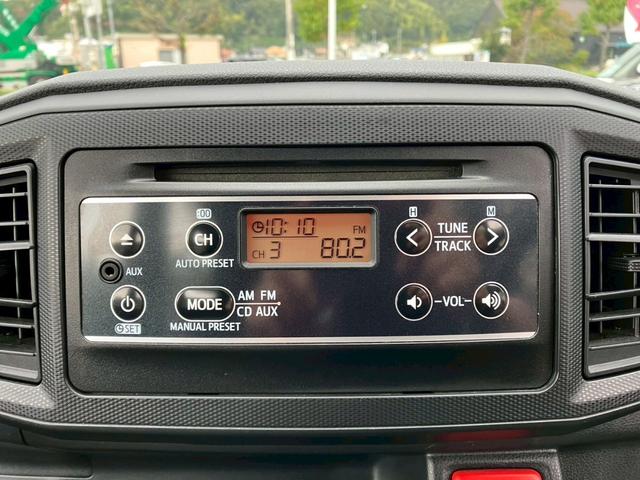 :00
CH
AUTO PRESET
10:10
FM
CH 3 80.2
H
M
TUNE
TRACK
AUX
SET
MODE
AM FM
CD AUX
MANUAL PRESET
-VOL-